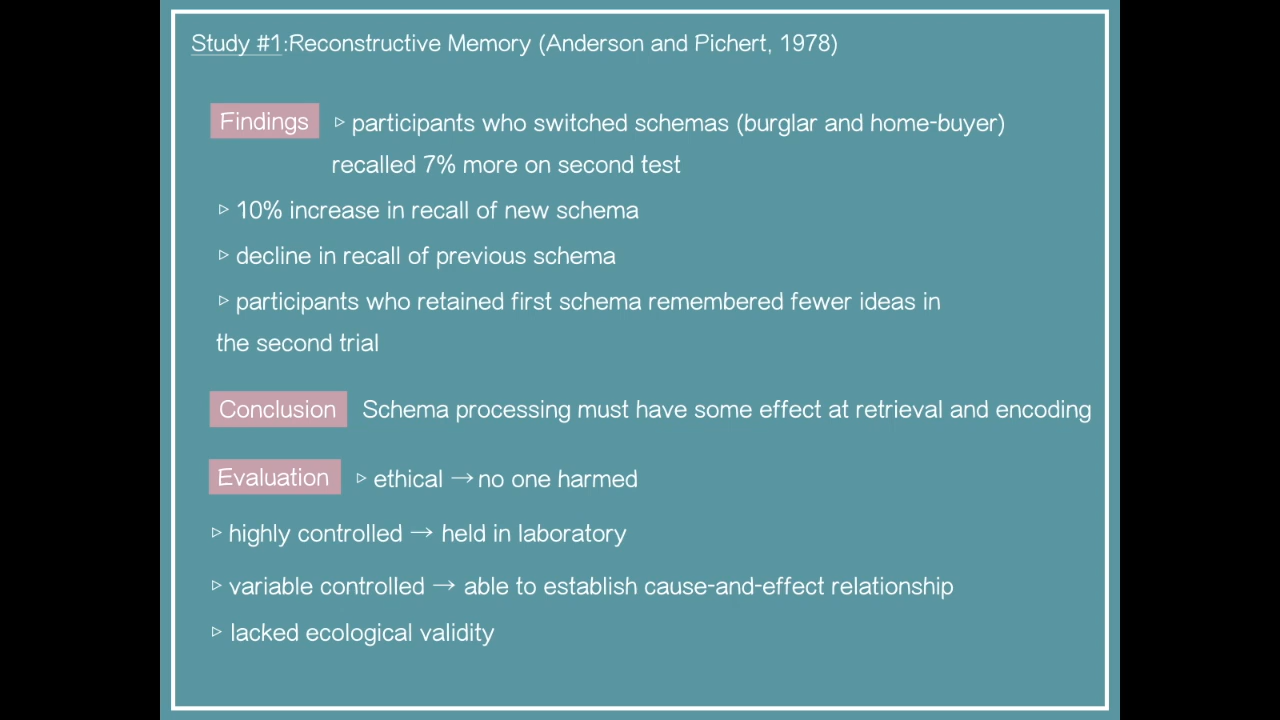 Study #1:Reconstructive Memory (Anderson and Pichert, 1978)
Findings ▷ participants who switched schemas (burglar and home-buyer)
recalled 7% more on second test
▷ 10% increase in recall of new schema
▷ decline in recall of previous schema
▷ participants who retained first schema remembered fewer ideas in
the second trial
Conclusion Schema processing must have some effect at retrieval and encoding
Evaluation ▷ ethical → no one harmed
▷ highly controlled → held in laboratory
▷ variable controlled → able to establish cause-and-effect relationship
▷ lacked ecological validity